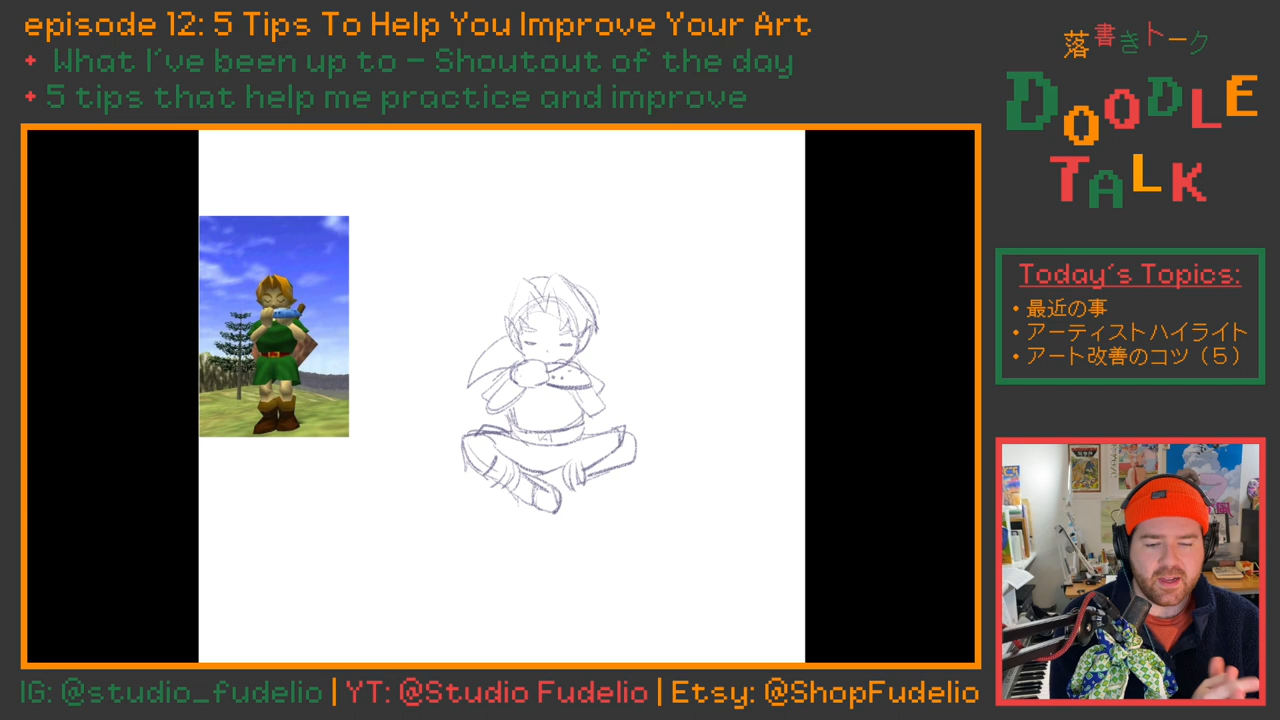 episode 12: 5 Tips To Help You Improve Your Art
+ What I've been up to - Shoutout of the day
+ 5 tips that help me practice and improve
落書きトーク
DOODLE
TALK
Today's Topics:
• 最近の事
• アーティストハイライト
• アート改善のコツ（5）
IG: @studio_fudelio | YT: @Studio Fudelio | Etsy: @ShopFudelio